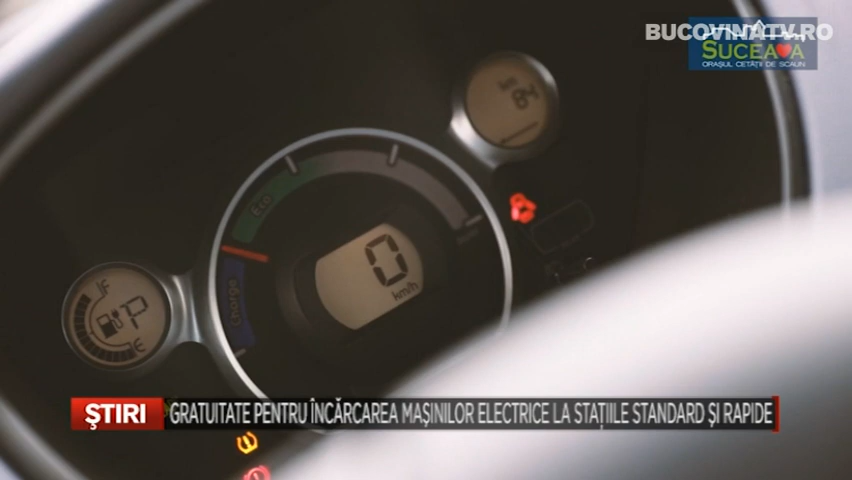 BUCOVINATV.RO
SUCEAVA
ORAȘUL CETĂȚII DE SCAUN
Eco
0
km/h
Charge
F
P
E
ȘTIRI
GRATUITATE PENTRU ÎNCĂRCAREA MAȘINILOR ELECTRICE LA STAȚIILE STANDARD ȘI RAPIDE